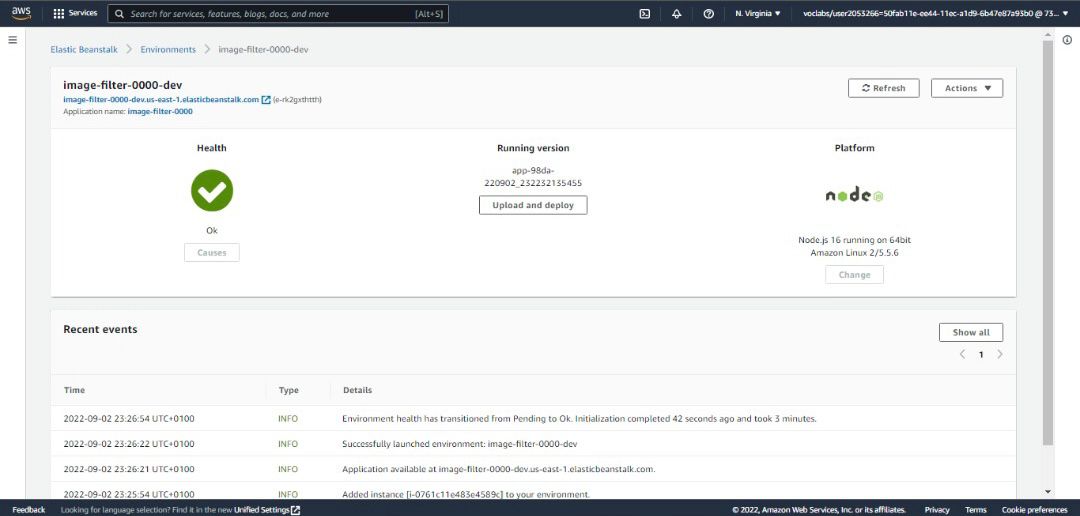 aws
Services
Search for services, features, blogs, docs, and more
[Alt+S]
N. Virginia
voclabs/user2053266=50fab11e-ee44-11ec-a1d9-6b47e87a93b0 @ 73...
Elastic Beanstalk > Environments > image-filter-0000-dev
image-filter-0000-dev
image-filter-0000-dev.us-east-1.elasticbeanstalk.com (e-rk2gxthtth)
Application name: image-filter-0000
Refresh
Actions
Health
Ok
Causes
Running version
app-98da-
220902_232232135455
Upload and deploy
Platform
node
Node.js 16 running on 64bit
Amazon Linux 2/5.5.6
Change
Recent events
Show all
1
Time Type Details
2022-09-02 23:26:54 UTC+0100 INFO Environment health has transitioned from Pending to Ok. Initialization completed 42 seconds ago and took 3 minutes.
2022-09-02 23:26:22 UTC+0100 INFO Successfully launched environment: image-filter-0000-dev
2022-09-02 23:26:21 UTC+0100 INFO Application available at image-filter-0000-dev.us-east-1.elasticbeanstalk.com.
2022-09-02 23:25:54 UTC+0100 INFO Added instance [i-0761c11e483e4589c] to your environment.
Feedback
Looking for language selection? Find it in the new Unified Settings
© 2022, Amazon Web Services, Inc. or its affiliates.
Privacy
Terms
Cookie preferences